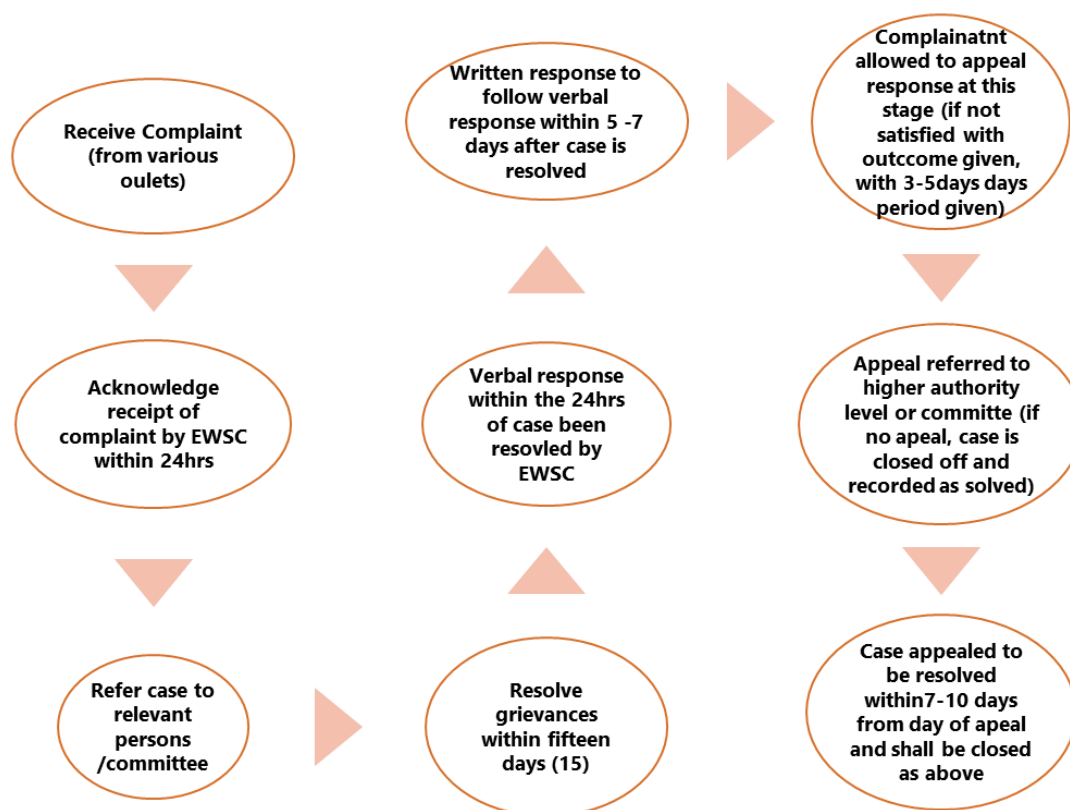 Receive Complaint
(from various
oulets)
Acknowledge
receipt of
complaint by EWSC
within 24hrs
Refer case to
relevant
persons
/committee
Resolve
grievances
within fifteen
days (15)
Verbal response
within the 24hrs
of case been
resovled by
EWSC
Written response to
follow verbal
response within 5 -7
days after case is
resolved
Complainatnt
allowed to appeal
response at this
stage (if not
satisfied with
outccome given,
with 3-5days days
period given)
Appeal referred to
higher authority
level or committe (if
no apeal, case is
closed off and
recorded as solved)
Case appealed to
be resolved
within7-10 days
from day of apeal
and shall be closed
as above